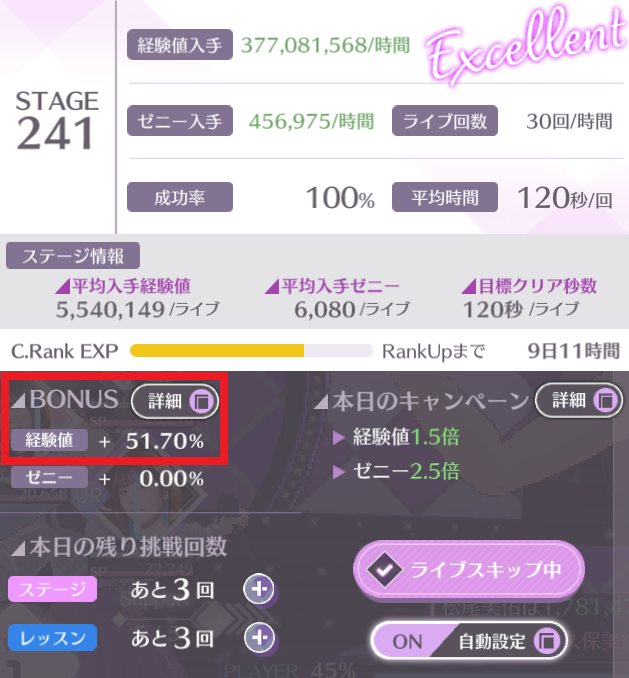 経験値入手 377,081,568/時間
Excellent
STAGE
241
ゼニー入手 456,975/時間 ライブ回数 30回/時間
成功率 100% 平均時間 120秒/回
ステージ情報
平均入手経験値 平均入手ゼニー 目標クリア秒数
5,540,149/ライブ 6,080/ライブ 120秒/ライブ
C.Rank EXP RankUpまで 9日11時間
BONUS 詳細 本日のキャンペーン 詳細
経験値 + 51.70% 経験値1.5倍
ゼニー + 0.00% ゼニー2.5倍
本日の残り挑戦回数
SP 22,249
ステージ あと3回 ライブスキップ中
Support
レッスン あと3回 ON 自動設定
PLAYER 45%